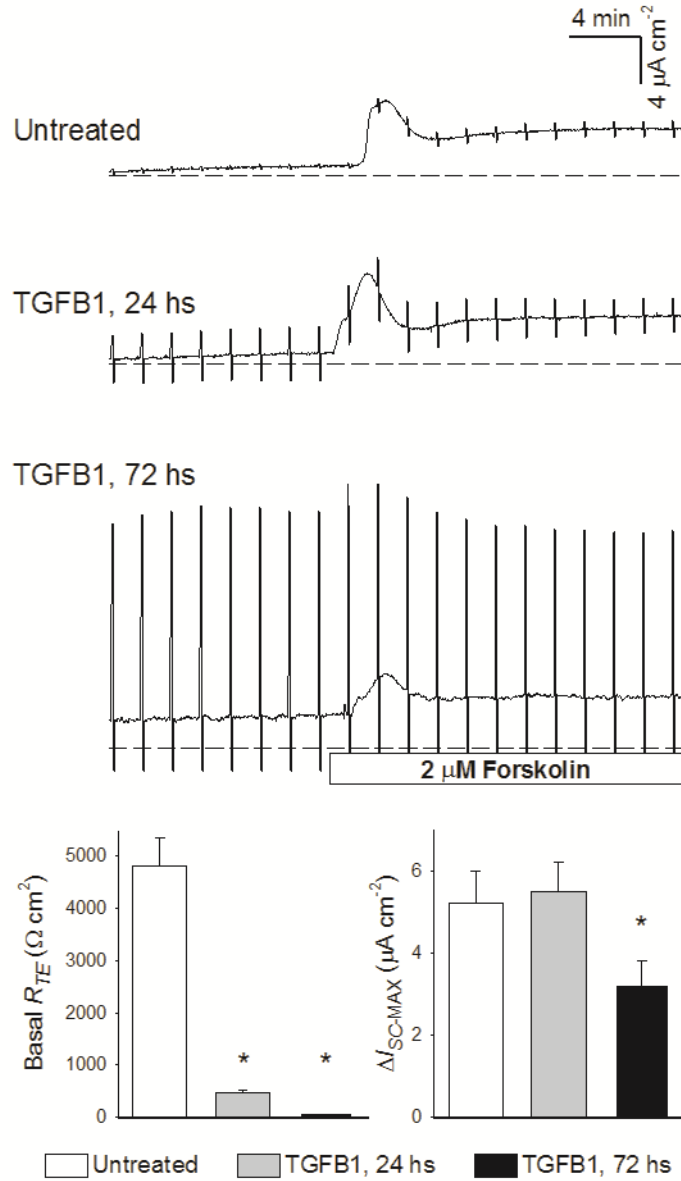 4 min
4 μA cm-2
Untreated
TGFB1, 24 hs
TGFB1, 72 hs
2 μM Forskolin
Basal RTE (Ω cm2)
5000
4000
3000
2000
1000
0
*
*
ΔISC-MAX (μA cm-2)
6
4
2
0
*
Untreated
TGFB1, 24 hs
TGFB1, 72 hs